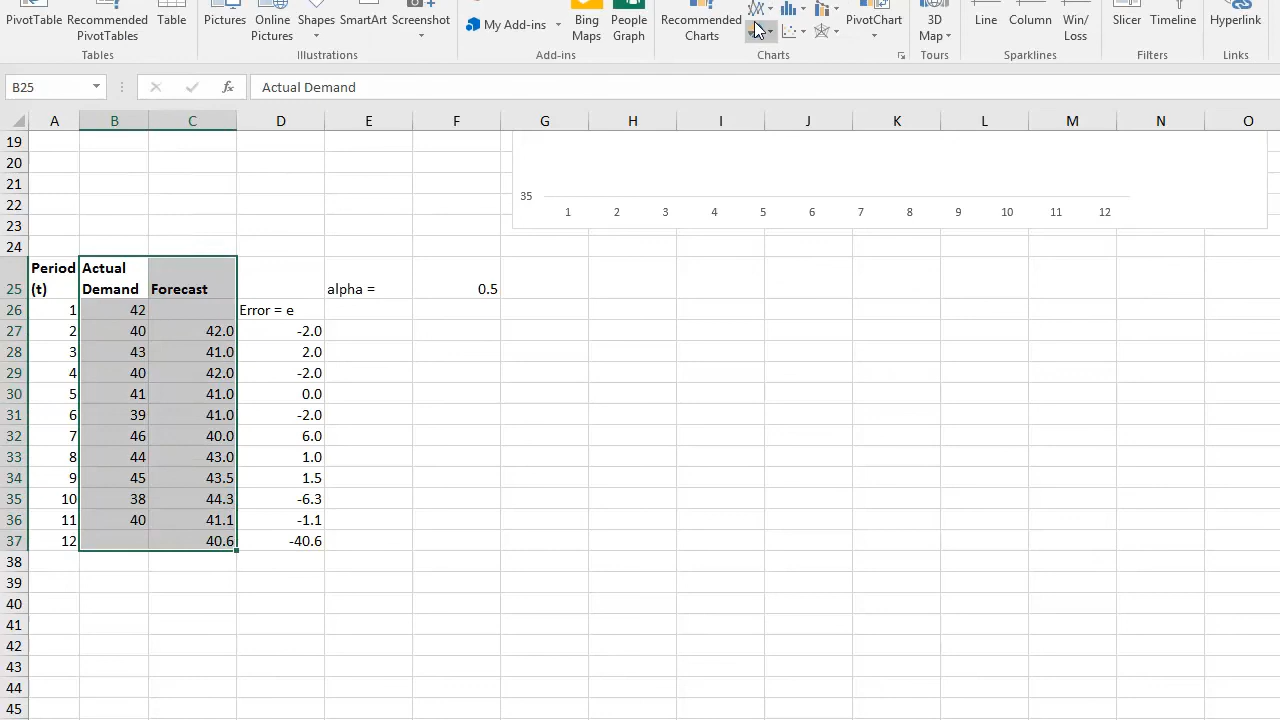 PivotTable Recommended Table Pictures Online Shapes SmartArt Screenshot My Add-ins Bing People Recommended PivotChart 3D Line Column Win/ Slicer Timeline Hyperlink
PivotTables Pictures Maps Graph Charts Map Loss
Tables Illustrations Add-ins Charts Tours Sparklines Filters Links
B25 fx Actual Demand
A B C D E F G H I J K L M N O
19
20
21
35
22 1 2 3 4 5 6 7 8 9 10 11 12
23
24
Period Actual
25 (t) Demand Forecast alpha = 0.5
26 1 42 Error = e
27 2 40 42.0 -2.0
28 3 43 41.0 2.0
29 4 40 42.0 -2.0
30 5 41 41.0 0.0
31 6 39 41.0 -2.0
32 7 46 40.0 6.0
33 8 44 43.0 1.0
34 9 45 43.5 1.5
35 10 38 44.3 -6.3
36 11 40 41.1 -1.1
37 12 40.6 -40.6
38
39
40
41
42
43
44
45